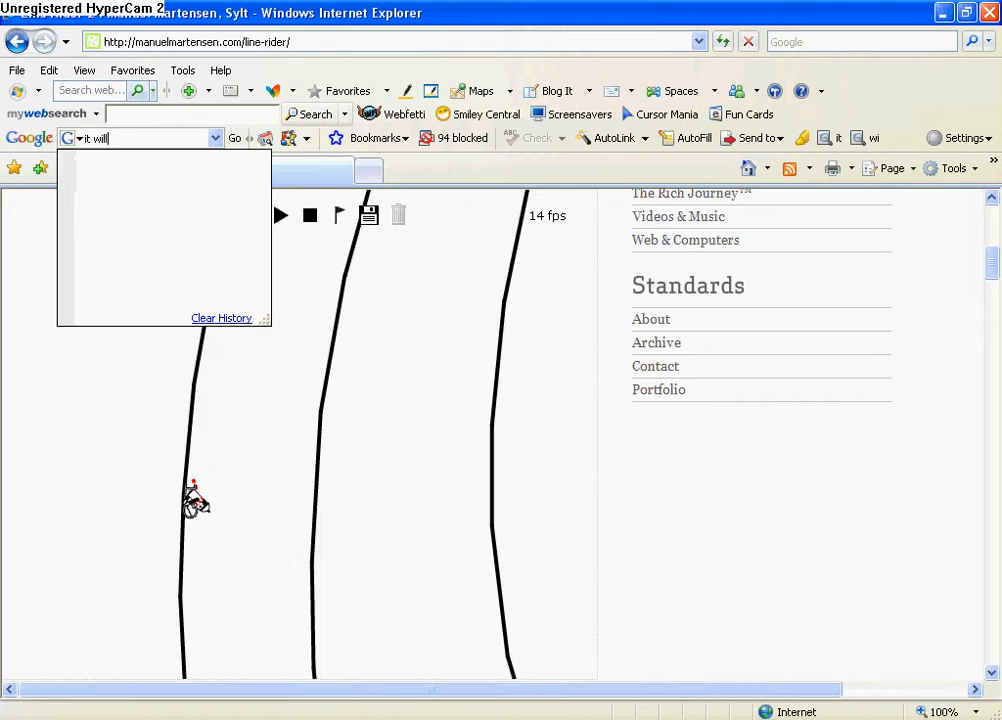 Unregistered HyperCam 2
Martensen, Sylt - Windows Internet Explorer
http://manuelmartensen.com/line-rider/
Google
File Edit View Favorites Tools Help
Search web... Favorites Maps Blog It Spaces
mywebsearch Search Webfetti Smiley Central Screensavers Cursor Mania Fun Cards
Google G it will Go Bookmarks 94 blocked Check AutoLink AutoFill Send to it wi Settings
Page Tools
The Rich Journey™
14 fps
Videos & Music
Web & Computers
Standards
Clear History
About
Archive
Contact
Portfolio
Internet 100%